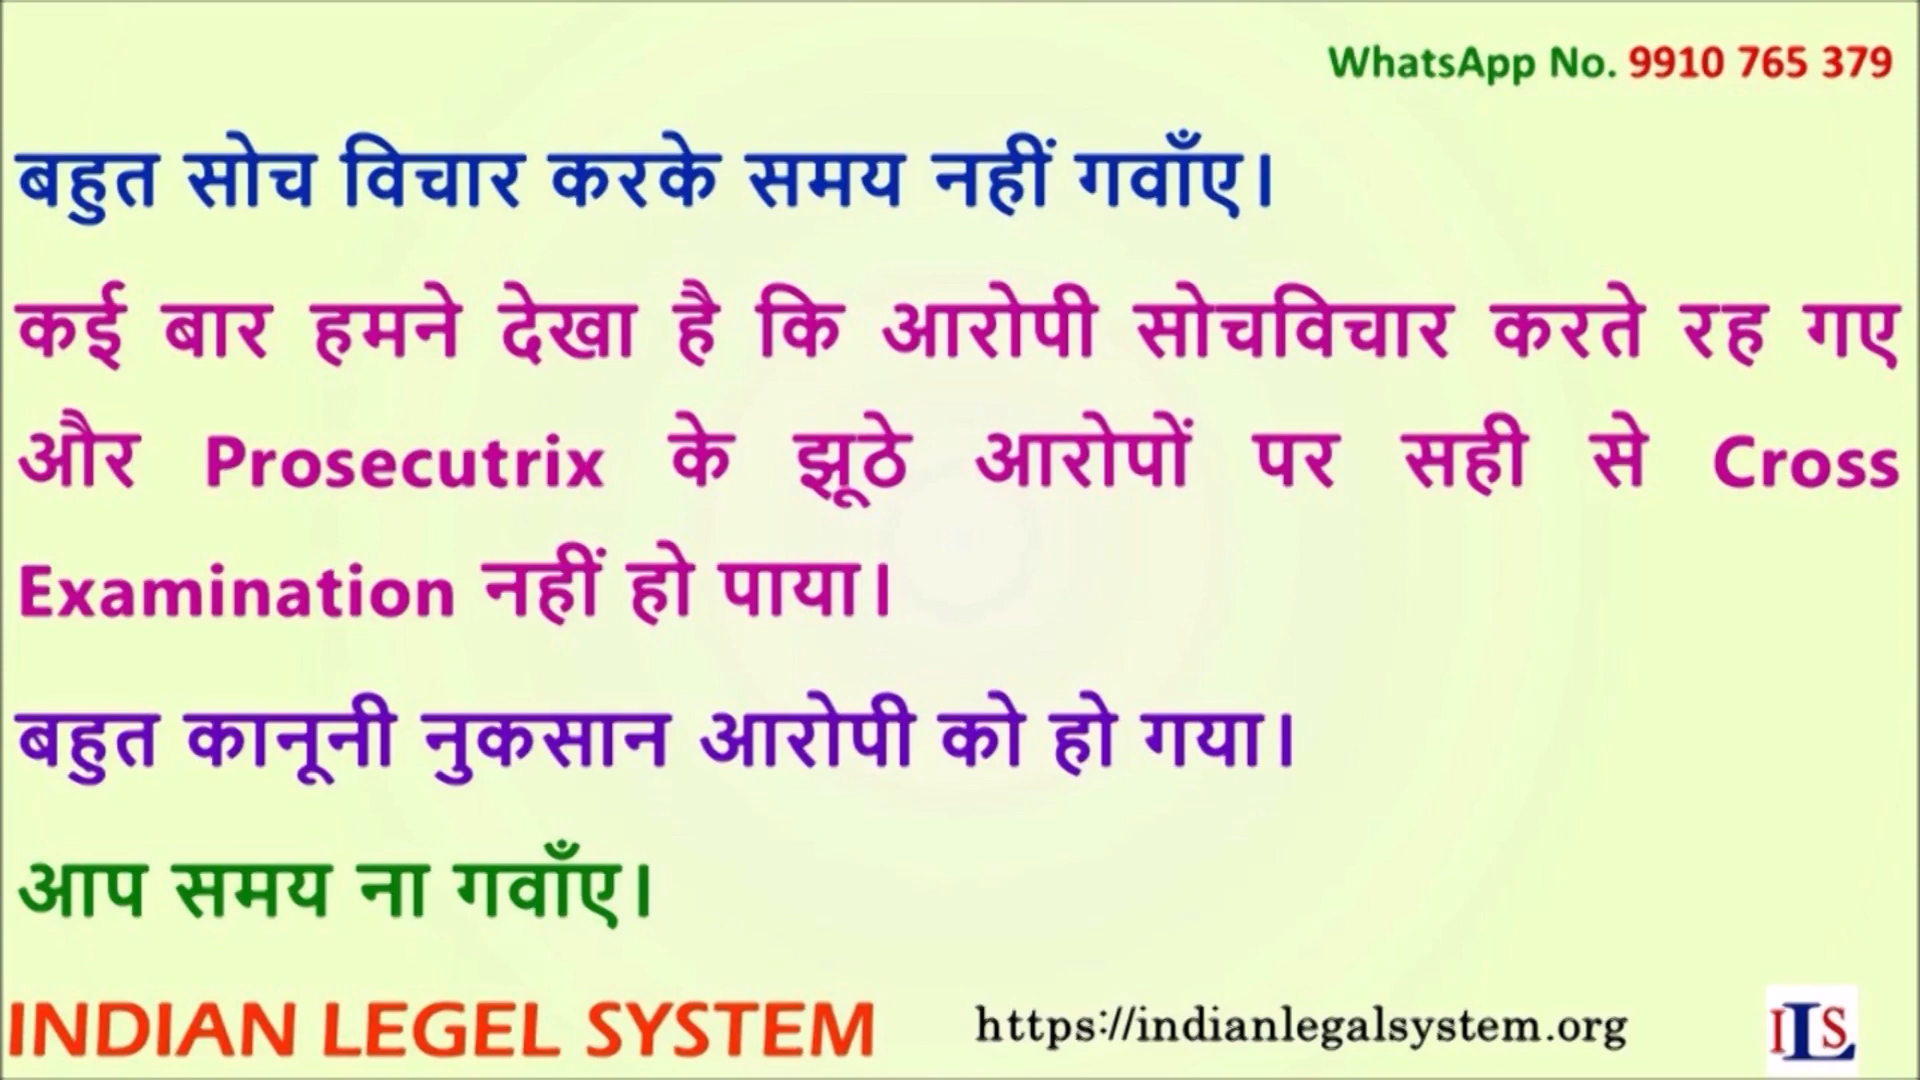 WhatsApp No. 9910 765 379
बहुत सोच विचार करके समय नहीं गवाँए।
कई बार हमने देखा है कि आरोपी सोचविचार करते रह गए
और Prosecutrix के झूठे आरोपों पर सही से Cross
Examination नहीं हो पाया।
बहुत कानूनी नुकसान आरोपी को हो गया।
आप समय ना गवाँए।
INDIAN LEGEL SYSTEM
https://indianlegalsystem.org
ILS